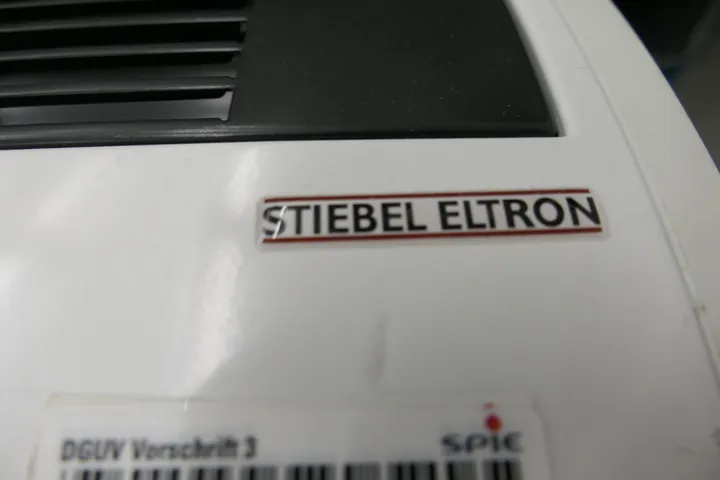 STIEBEL ELTRON
DGUV Vorschrift 3
SPIE